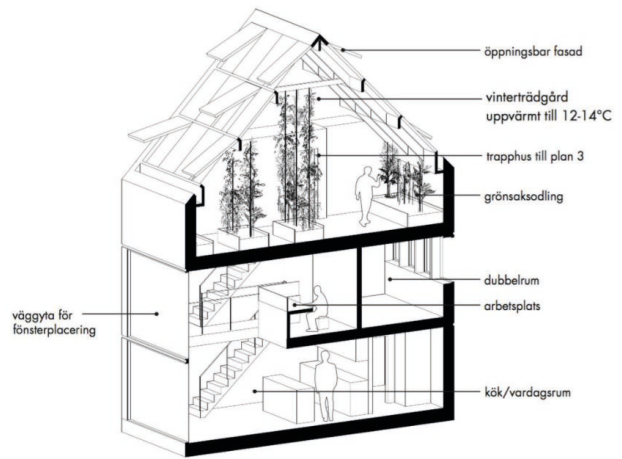 öppningsbar fasad
vinterträdgård
uppvärmt till 12-14°C
trapphus till plan 3
grönsaksodling
dubbelrum
arbetsplats
väggyta för
fönsterplacering
kök/vardagsrum